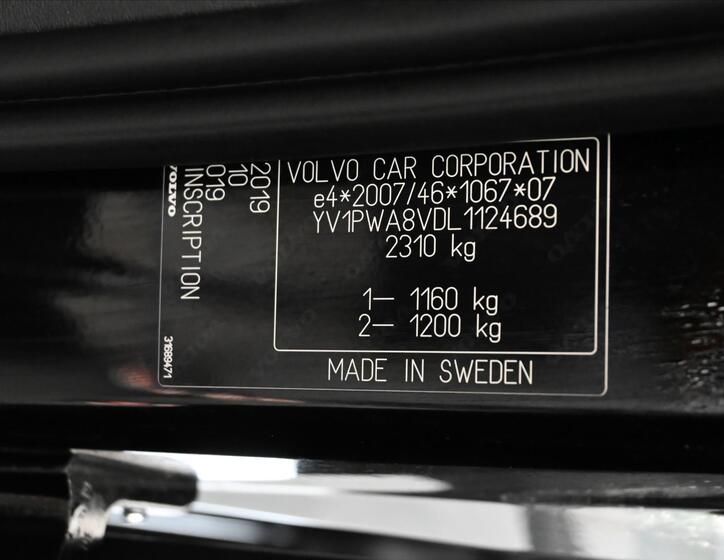 VOLVO CAR CORPORATION
e4*2007/46*1067*07
YV1PWA8VDL1124689
2310 kg
1– 1160 kg
2– 1200 kg
MADE IN SWEDEN
2019
10
019
INSCRIPTION
VOLVO
31689471